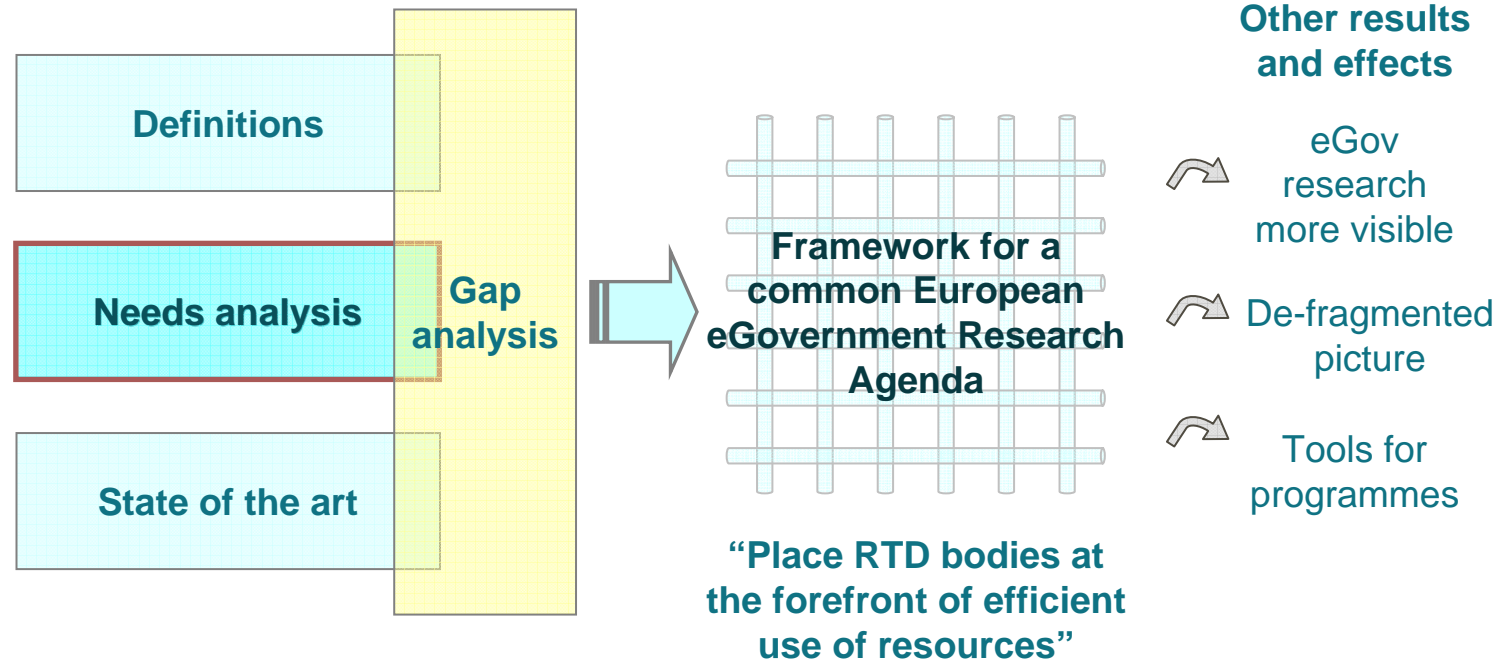 Definitions
Needs analysis
State of the art
Gap
analysis
Framework for a
common European
eGovernment Research
Agenda
“Place RTD bodies at
the forefront of efficient
use of resources”
Other results
and effects
eGov
research
more visible
De-fragmented
picture
Tools for
programmes